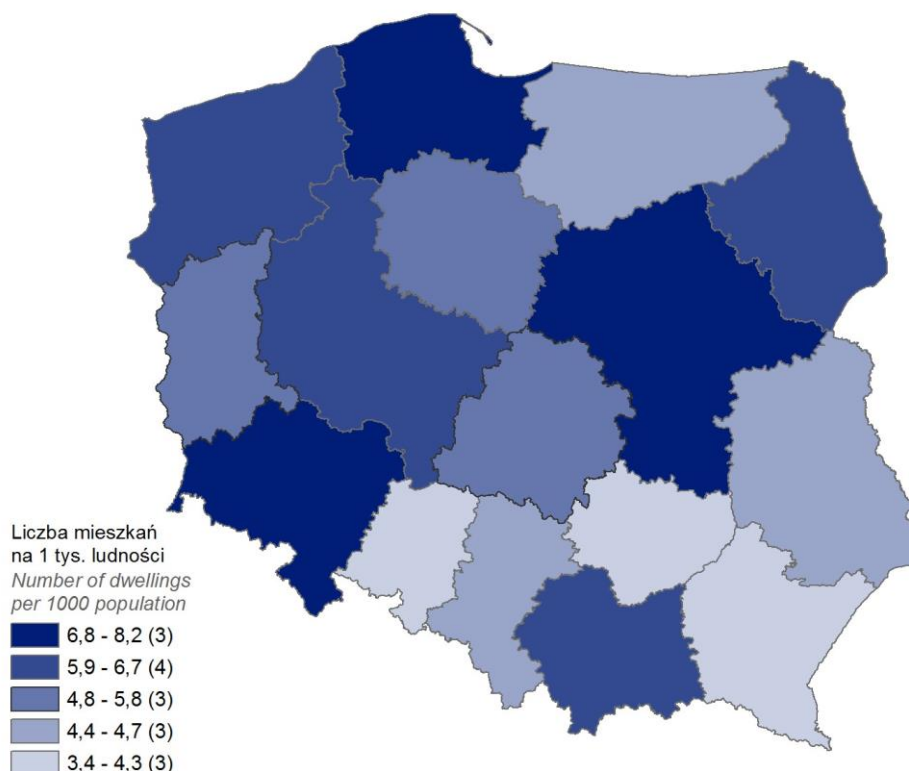 Liczba mieszkań
na 1 tys. ludności
Number of dwellings
per 1000 population
6,8 - 8,2 (3)
5,9 - 6,7 (4)
4,8 - 5,8 (3)
4,4 - 4,7 (3)
3,4 - 4,3 (3)